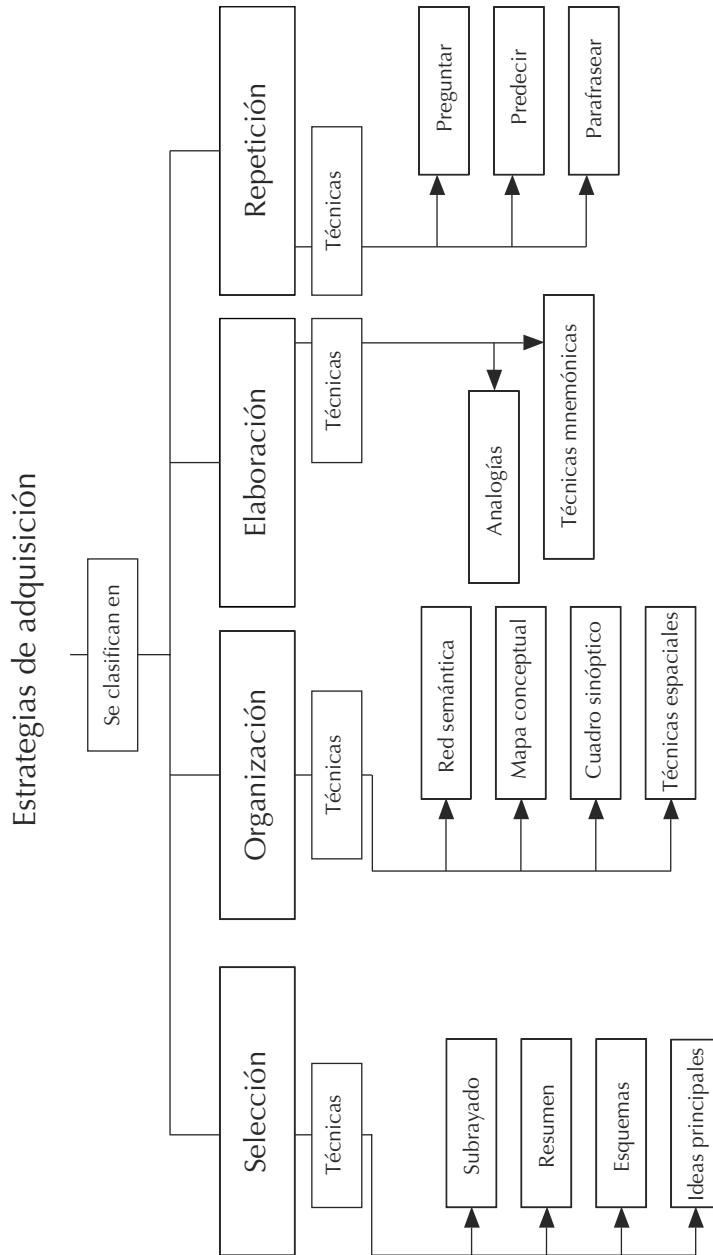 Estrategias de adquisición
Se clasifican en
Selección
Organización
Elaboración
Repetición
Técnicas
Técnicas
Técnicas
Técnicas
Subrayado
Resumen
Esquemas
Ideas principales
Red semántica
Mapa conceptual
Cuadro sinóptico
Técnicas espaciales
Analogías
Técnicas mnemónicas
Preguntar
Predecir
Parafrasear